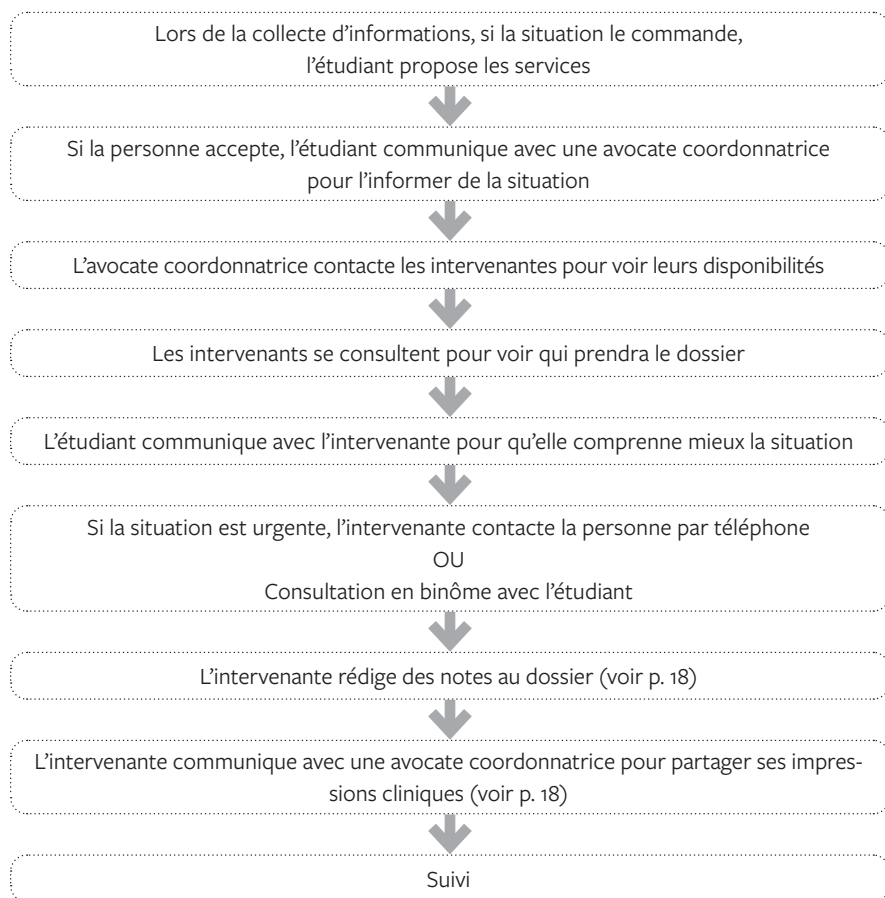 Lors de la collecte d’informations, si la situation le commande,
l’étudiant propose les services
Si la personne accepte, l’étudiant communique avec une avocate coordonnatrice
pour l’informer de la situation
L’avocate coordonnatrice contacte les intervenantes pour voir leurs disponibilités
Les intervenants se consultent pour voir qui prendra le dossier
L’étudiant communique avec l’intervenante pour qu’elle comprenne mieux la situation
Si la situation est urgente, l’intervenante contacte la personne par téléphone
OU
Consultation en binôme avec l’étudiant
L’intervenante rédige des notes au dossier (voir p. 18)
L’intervenante communique avec une avocate coordonnatrice pour partager ses impres-
sions cliniques (voir p. 18)
Suivi